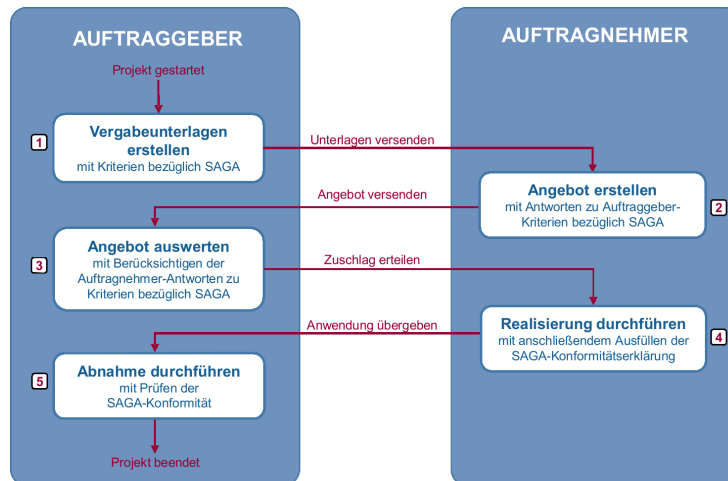 AUFTRAGGEBER
AUFTRAGNEHMER
Projekt gestartet
1
Vergabeunterlagen
erstellen
mit Kriterien bezüglich SAGA
Unterlagen versenden
Angebot erstellen
mit Antworten zu Auftraggeber-
Kriterien bezüglich SAGA
2
Angebot versenden
3
Angebot auswerten
mit Berücksichtigen der
Auftragnehmer-Antworten zu
Kriterien bezüglich SAGA
Zuschlag erteilen
Realisierung durchführen
mit anschließendem Ausfüllen der
SAGA-Konformitätserklärung
4
Anwendung übergeben
5
Abnahme durchführen
mit Prüfen der
SAGA-Konformität
Projekt beendet